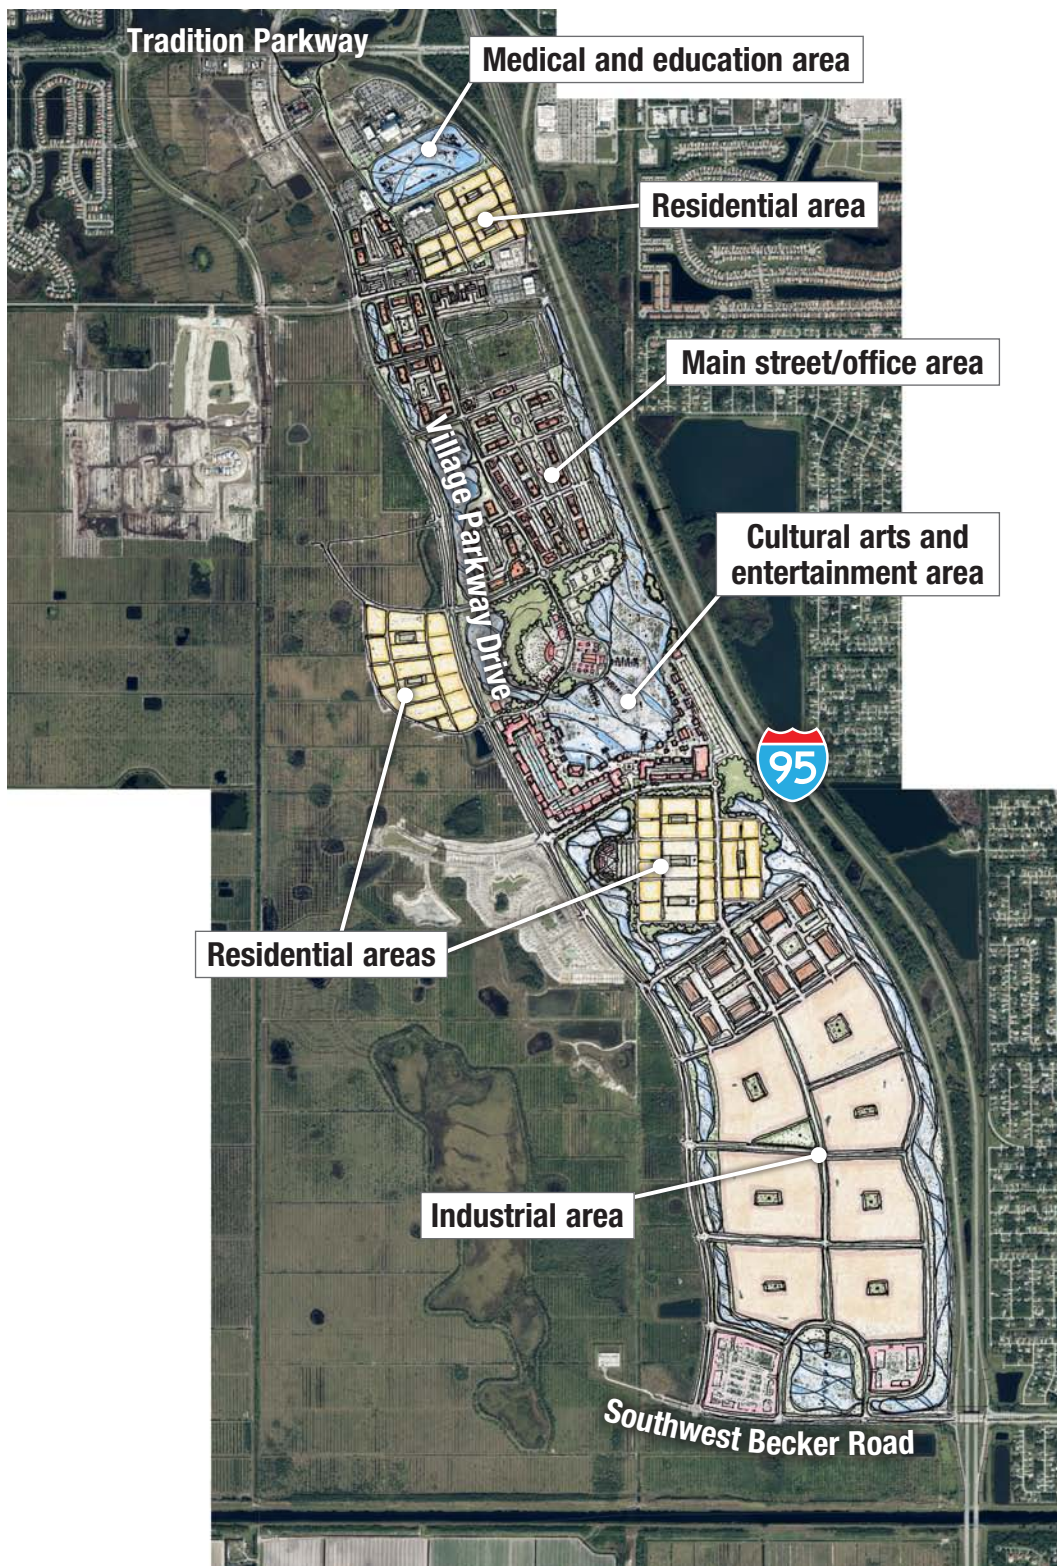 Tradition Parkway
Medical and education area
Residential area
Main street/office area
Village Parkway Drive
Cultural arts and
entertainment area
95
Residential areas
Industrial area
Southwest Becker Road